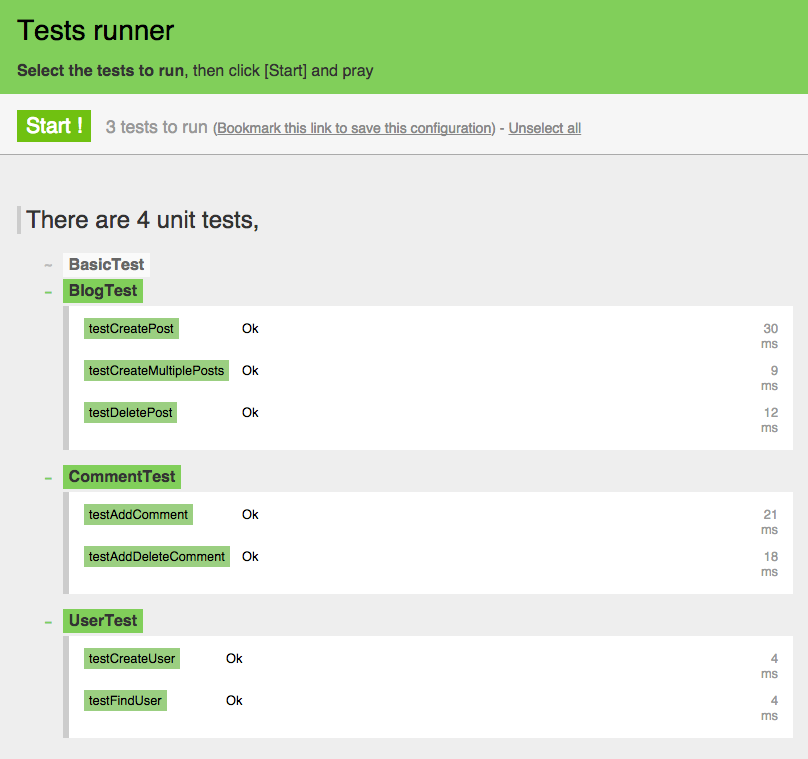 Tests runner
Select the tests to run, then click [Start] and pray
Start ! 3 tests to run (Bookmark this link to save this configuration) - Unselect all
There are 4 unit tests,
~ BasicTest
– BlogTest
testCreatePost Ok 30
ms
testCreateMultiplePosts Ok 9
ms
testDeletePost Ok 12
ms
– CommentTest
testAddComment Ok 21
ms
testAddDeleteComment Ok 18
ms
– UserTest
testCreateUser Ok 4
ms
testFindUser Ok 4
ms